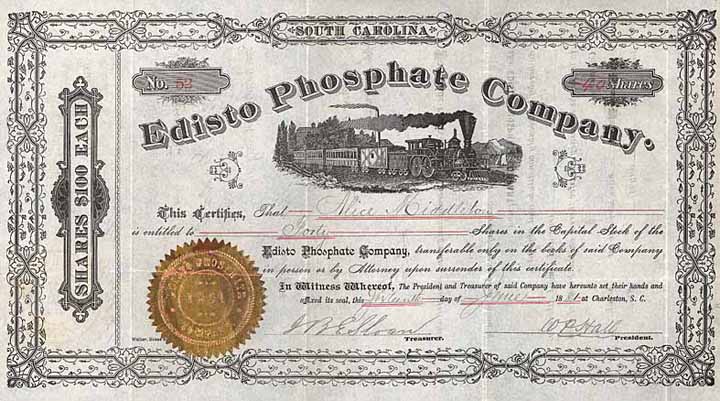 SOUTH CAROLINA
No. 52
40 Shares
Edisto Phosphate Company.
SHARES $100 EACH
This Certifies, That Alice Middleton
is entitled to Forty Shares in the Capital Stock of the
Edisto Phosphate Company, transferable only on the books of said Company
in person or by Attorney upon surrender of this certificate.
In Witness Whereof, The President and Treasurer of said Company have hereunto set their hands and
affixed its seal, this day of June 18 at Charleston, S. C.
Sloan
W P Hall
Treasurer.
President.
PHOSPHATE